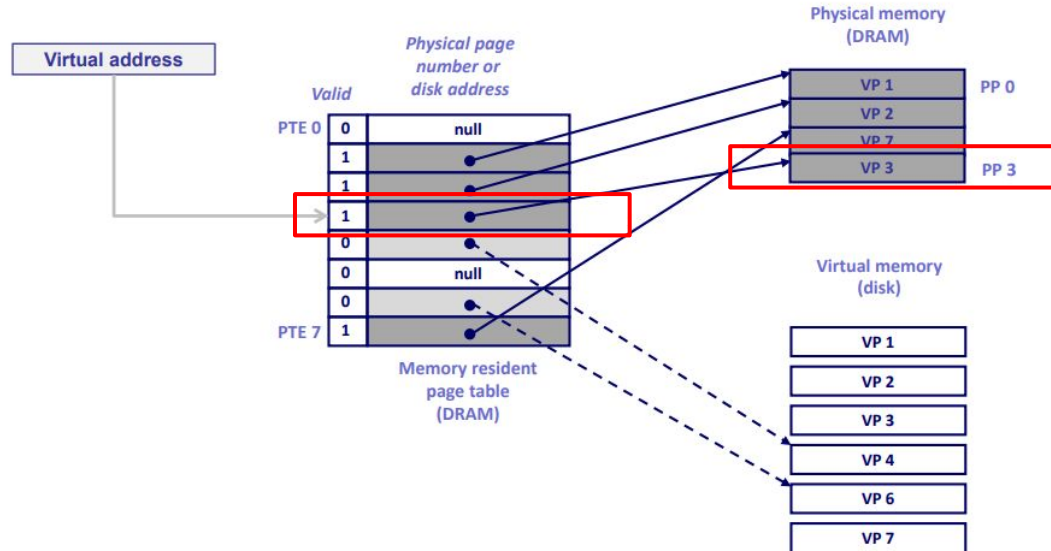 Virtual address
Physical page
number or
disk address
Valid
PTE 0
0
null
1
1
1
0
0
null
0
PTE 7
1
Memory resident
page table
(DRAM)
Physical memory
(DRAM)
VP 1
PP 0
VP 2
VP 7
VP 3
PP 3
Virtual memory
(disk)
VP 1
VP 2
VP 3
VP 4
VP 6
VP 7